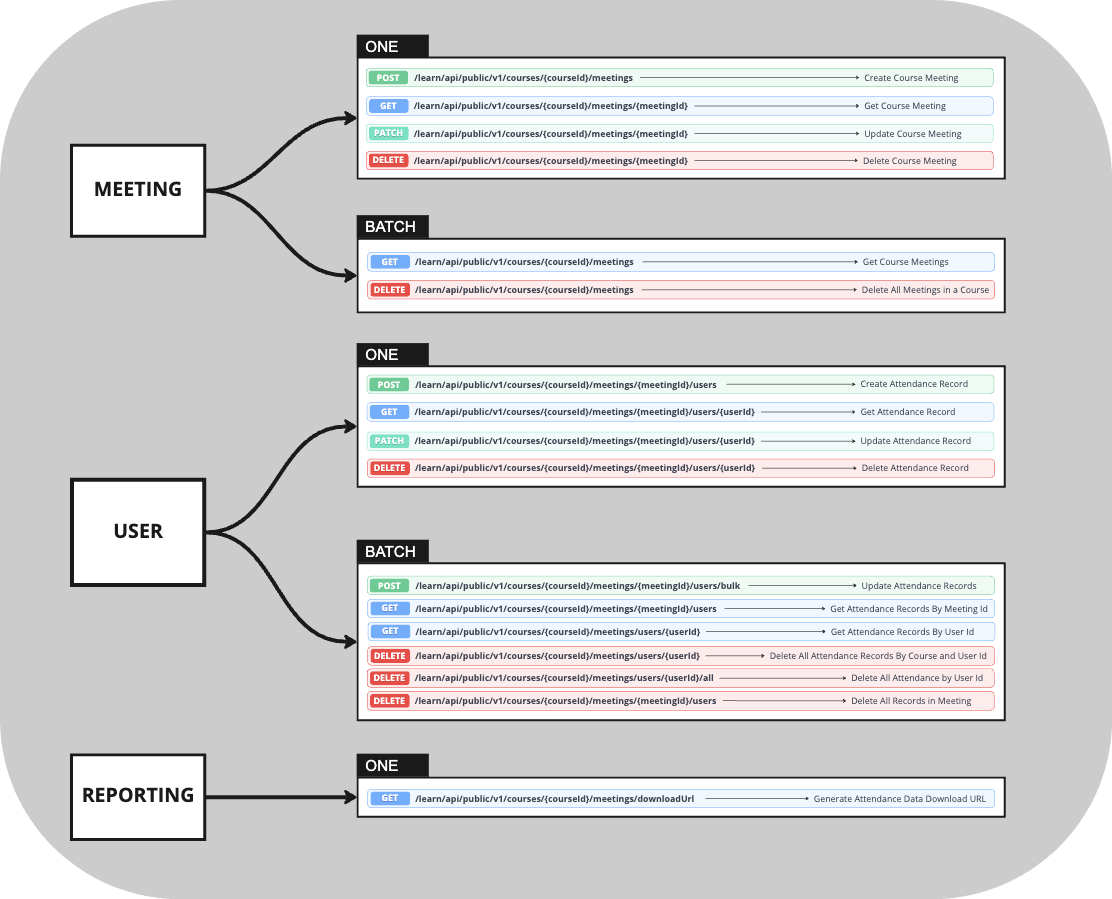 MEETING
ONE
POST /learn/api/public/v1/courses/{courseId}/meetings Create Course Meeting
GET /learn/api/public/v1/courses/{courseId}/meetings/{meetingId} Get Course Meeting
PATCH /learn/api/public/v1/courses/{courseId}/meetings/{meetingId} Update Course Meeting
DELETE /learn/api/public/v1/courses/{courseId}/meetings/{meetingId} Delete Course Meeting
BATCH
GET /learn/api/public/v1/courses/{courseId}/meetings Get Course Meetings
DELETE /learn/api/public/v1/courses/{courseId}/meetings Delete All Meetings in a Course
USER
ONE
POST /learn/api/public/v1/courses/{courseId}/meetings/{meetingId}/users Create Attendance Record
GET /learn/api/public/v1/courses/{courseId}/meetings/{meetingId}/users/{userId} Get Attendance Record
PATCH /learn/api/public/v1/courses/{courseId}/meetings/{meetingId}/users/{userId} Update Attendance Record
DELETE /learn/api/public/v1/courses/{courseId}/meetings/{meetingId}/users/{userId} Delete Attendance Record
BATCH
POST /learn/api/public/v1/courses/{courseId}/meetings/{meetingId}/users/bulk Update Attendance Records
GET /learn/api/public/v1/courses/{courseId}/meetings/{meetingId}/users Get Attendance Records By Meeting Id
GET /learn/api/public/v1/courses/{courseId}/meetings/users/{userId} Get Attendance Records By User Id
DELETE /learn/api/public/v1/courses/{courseId}/meetings/users/{userId} Delete All Attendance Records By Course and User Id
DELETE /learn/api/public/v1/courses/{courseId}/meetings/users/{userId}/all Delete All Attendance by User Id
DELETE /learn/api/public/v1/courses/{courseId}/meetings/{meetingId}/users Delete All Records in Meeting
REPORTING
ONE
GET /learn/api/public/v1/courses/{courseId}/meetings/downloadUrl Generate Attendance Data Download URL